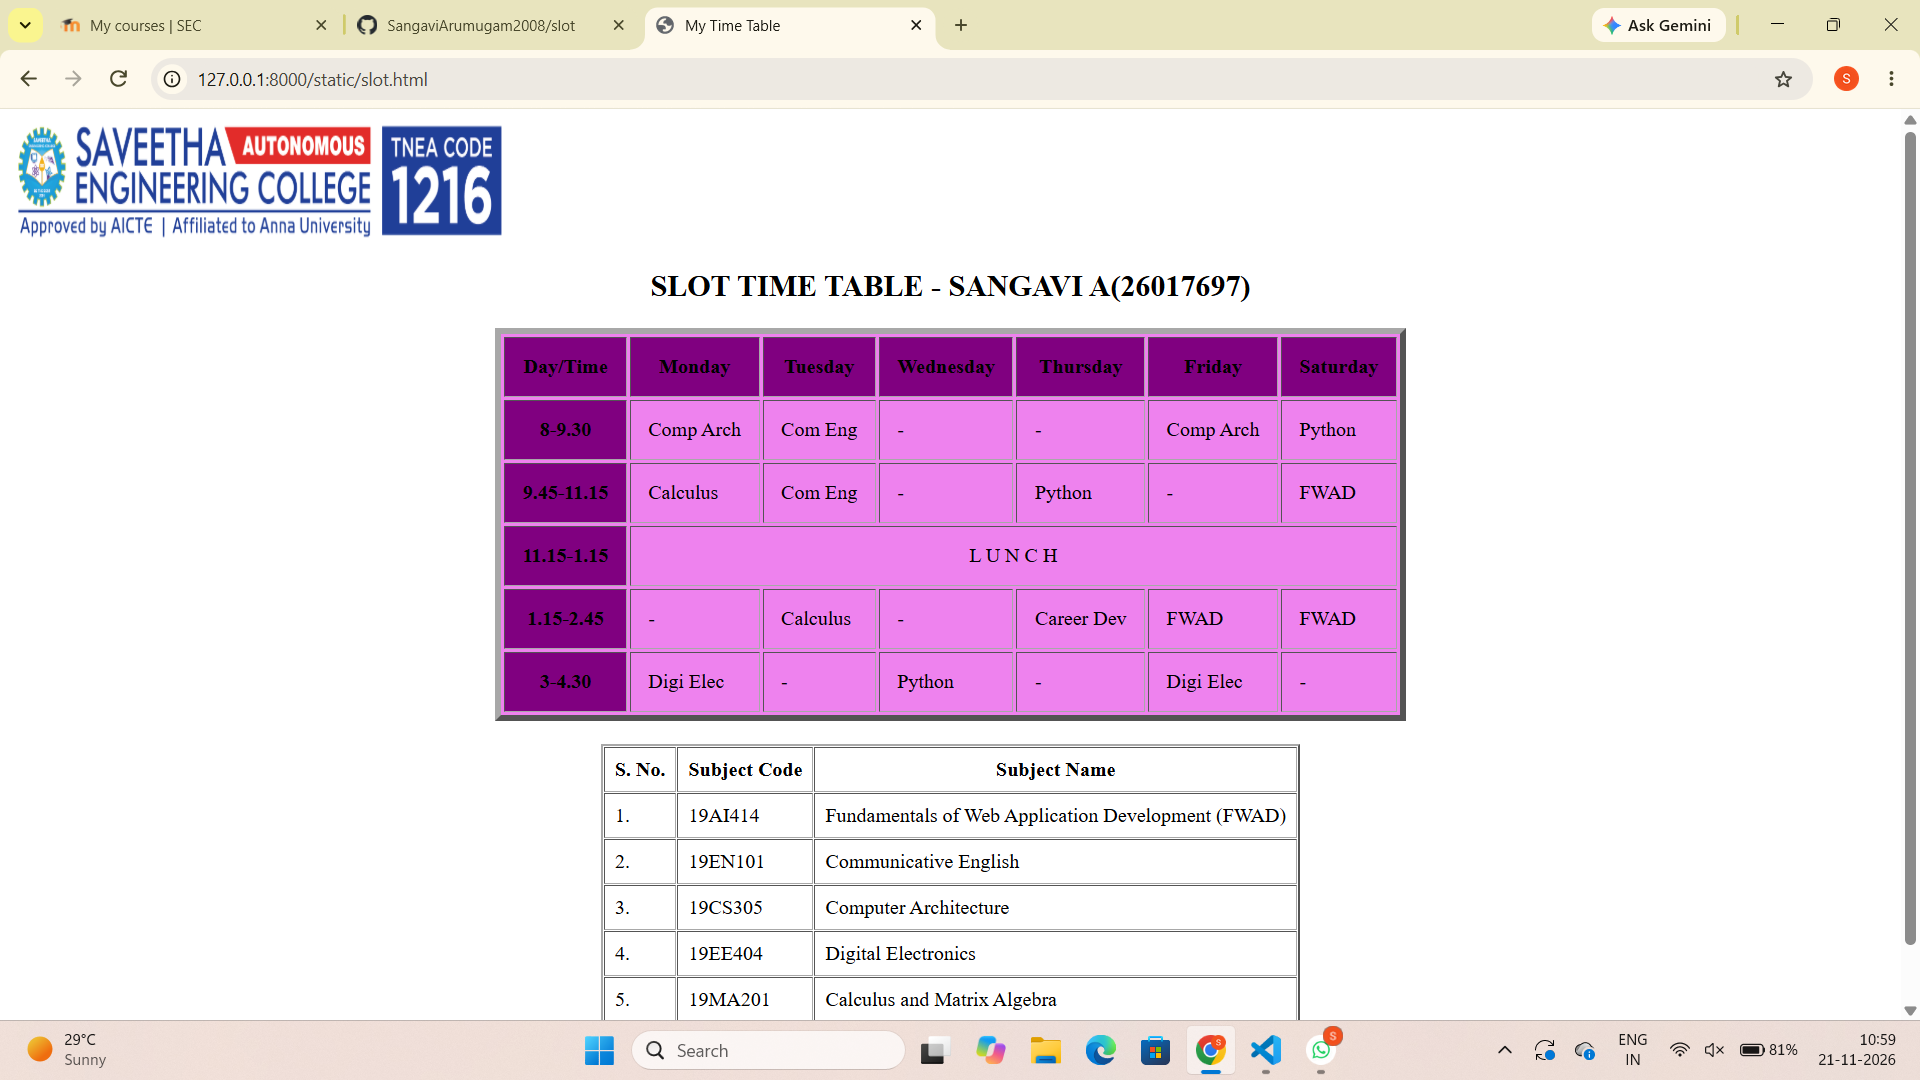 My courses | SEC
SangaviArumugam2008/slot
My Time Table
Ask Gemini
127.0.0.1:8000/static/slot.html
S
SAVEETHA AUTONOMOUS
ENGINEERING COLLEGE
Approved by AICTE | Affiliated to Anna University
TNEA CODE
1216
SLOT TIME TABLE - SANGAVI A(26017697)
Day/Time Monday Tuesday Wednesday Thursday Friday Saturday
8-9.30 Comp Arch Com Eng - - Comp Arch Python
9.45-11.15 Calculus Com Eng - Python - FWAD
11.15-1.15 L U N C H
1.15-2.45 - Calculus - Career Dev FWAD FWAD
3-4.30 Digi Elec - Python - Digi Elec -
S. No. Subject Code Subject Name
1. 19AI414 Fundamentals of Web Application Development (FWAD)
2. 19EN101 Communicative English
3. 19CS305 Computer Architecture
4. 19EE404 Digital Electronics
5. 19MA201 Calculus and Matrix Algebra
29°C
Sunny
Search
S
S
ENG
IN
81%
10:59
21-11-2026